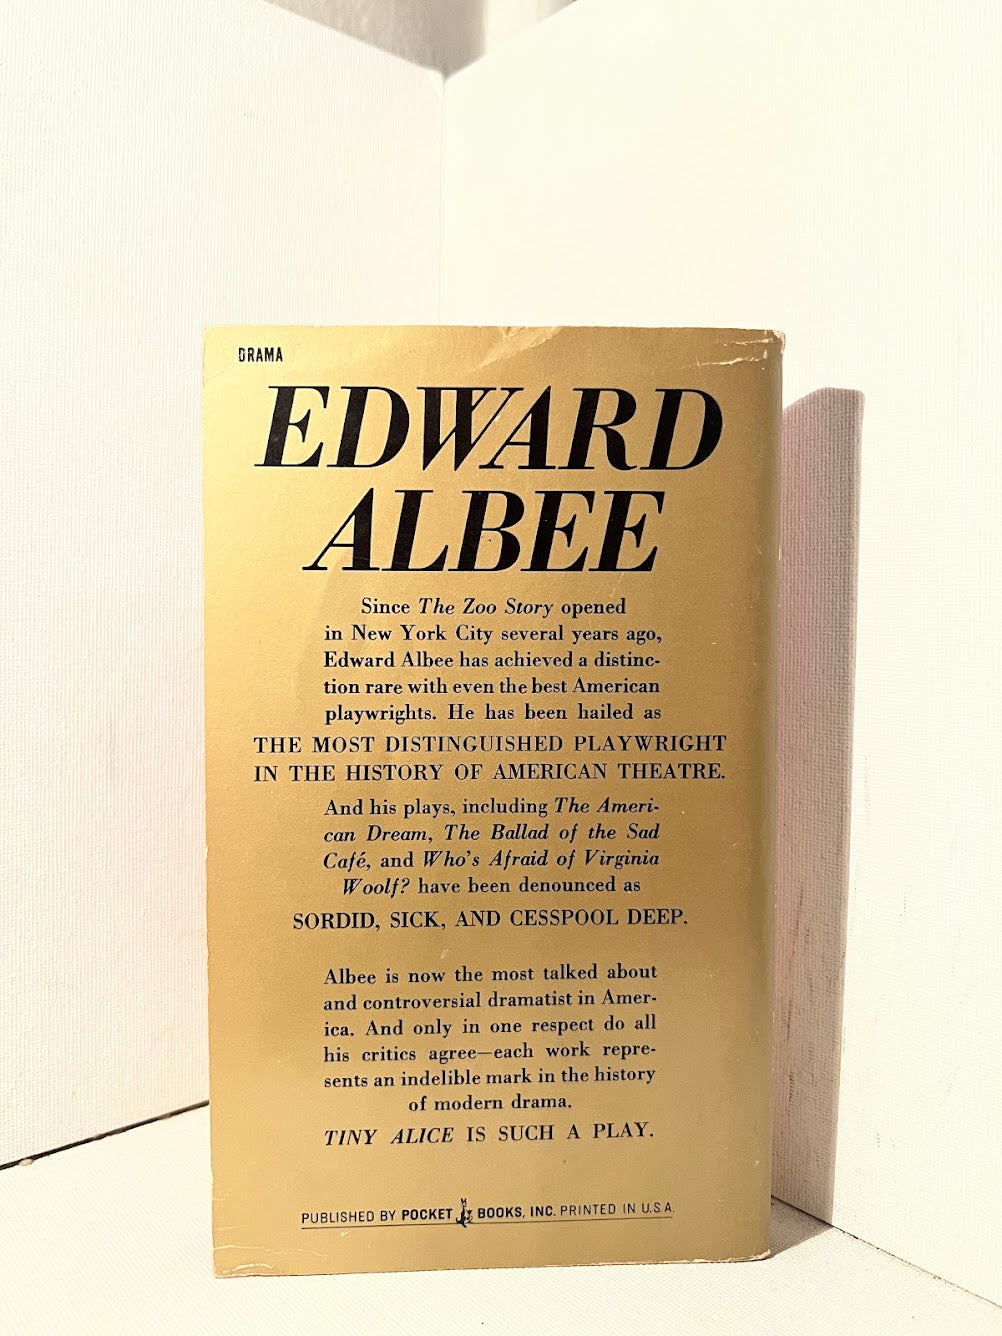 DRAMA
EDWARD
ALBEE
Since The Zoo Story opened
in New York City several years ago,
Edward Albee has achieved a distinc-
tion rare with even the best American
playwrights. He has been hailed as
THE MOST DISTINGUISHED PLAYWRIGHT
IN THE HISTORY OF AMERICAN THEATRE.
And his plays, including The Ameri-
can Dream, The Ballad of the Sad
Café, and Who's Afraid of Virginia
Woolf? have been denounced as
SORDID, SICK, AND CESSPOOL DEEP.
Albee is now the most talked about
and controversial dramatist in Amer-
ica. And only in one respect do all
his critics agree—each work repre-
sents an indelible mark in the history
of modern drama.
TINY ALICE IS SUCH A PLAY.
PUBLISHED BY POCKET BOOKS, INC. PRINTED IN U.S.A.